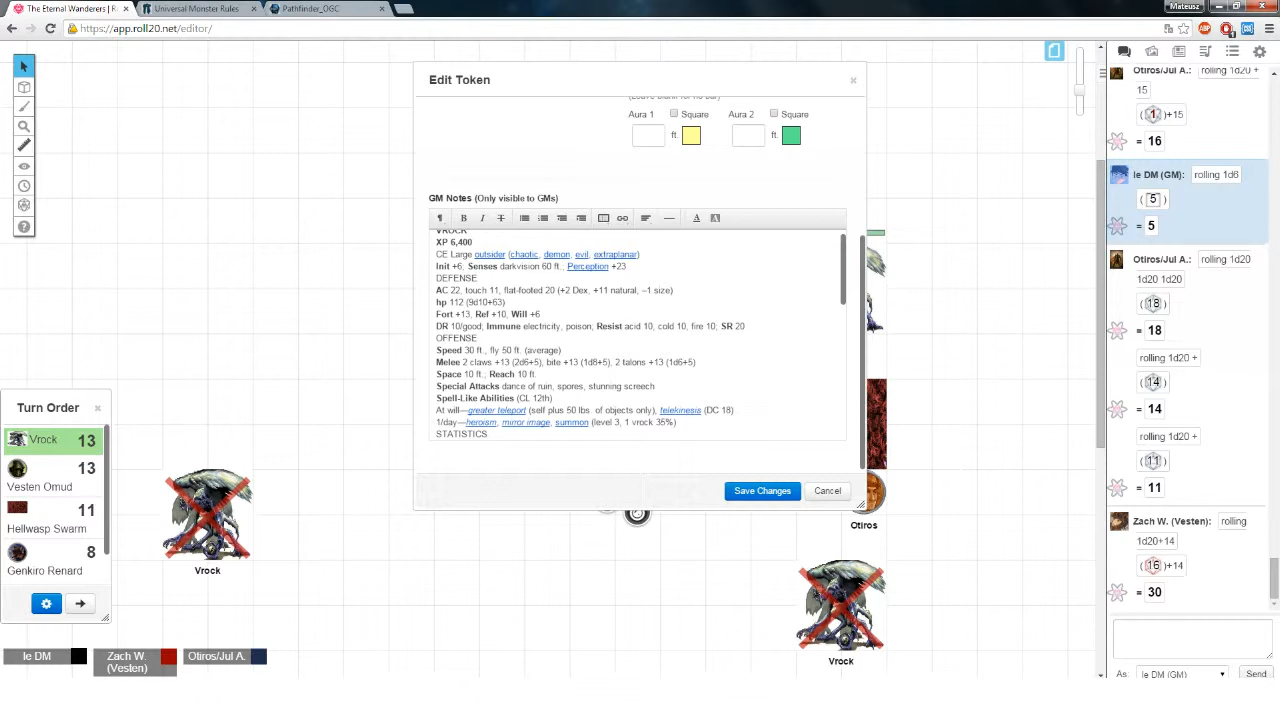 The Eternal Wanderers | R
Universal Monster Rules
Pathfinder_OGC
Mateusz
https://app.roll20.net/editor/
Edit Token
Aura 1
Square
Aura 2
Square
ft.
ft.
GM Notes (Only visible to GMs)
VROCK
XP 6,400
CE Large outsider (chaotic, demon, evil, extraplanar)
Init +6; Senses darkvision 60 ft.; Perception +23
DEFENSE
AC 22, touch 11, flat-footed 20 (+2 Dex, +11 natural, –1 size)
hp 112 (9d10+63)
Fort +13, Ref +10, Will +6
DR 10/good; Immune electricity, poison; Resist acid 10, cold 10, fire 10; SR 20
OFFENSE
Speed 30 ft., fly 50 ft. (average)
Melee 2 claws +13 (2d6+5), bite +13 (1d8+5), 2 talons +13 (1d6+5)
Space 10 ft.; Reach 10 ft.
Special Attacks dance of ruin, spores, stunning screech
Spell-Like Abilities (CL 12th)
At will—greater teleport (self plus 50 lbs. of objects only), telekinesis (DC 18)
1/day—heroism, mirror image, summon (level 3, 1 vrock 35%)
STATISTICS
Save Changes
Cancel
Turn Order
Vrock 13
13
Vesten Omud
11
Hellwasp Swarm
8
Genkiro Renard
Vrock
Otiros
Vrock
le DM
Zach W.
(Vesten)
Otiros/Jul A.
Otiros/Jul A.: rolling 1d20 +
15
(1)+15
= 16
le DM (GM): rolling 1d6
(5)
= 5
Otiros/Jul A.: rolling 1d20
1d20 1d20
(18)
= 18
rolling 1d20 +
(14)
= 14
rolling 1d20 +
(11)
= 11
Zach W. (Vesten): rolling
1d20+14
(16)+14
= 30
As: le DM (GM)
Send